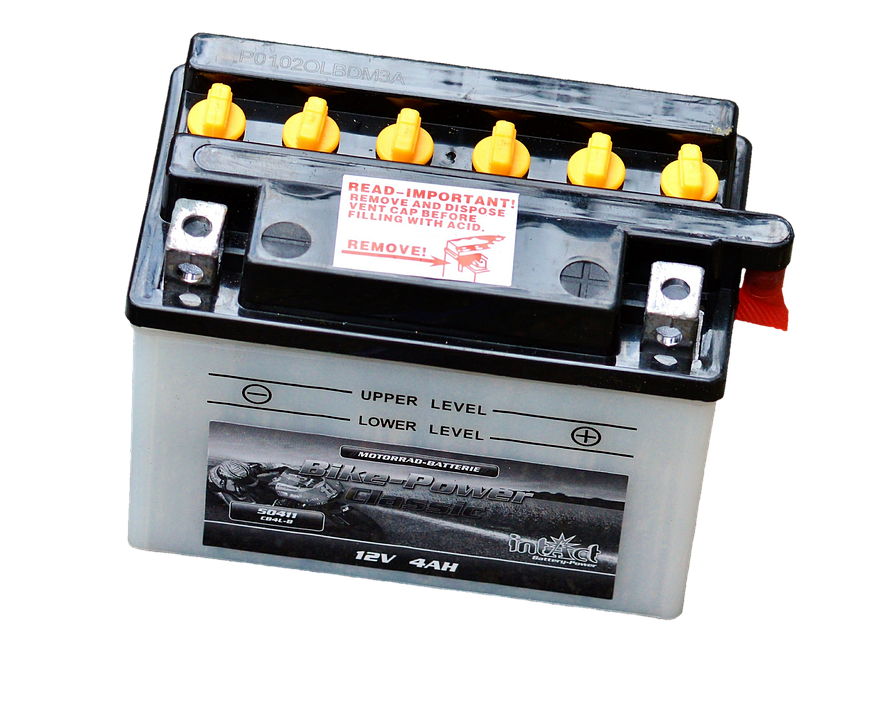 READ-IMPORTANT!
REMOVE AND DISPOSE
VENT CAP BEFORE
FILLING WITH ACID.
REMOVE!
UPPER LEVEL
LOWER LEVEL
MOTORRAD-BATTERIE
Bike-Power
Classic
50411
CB4L-B
intAct
Battery-Power
12V 4AH